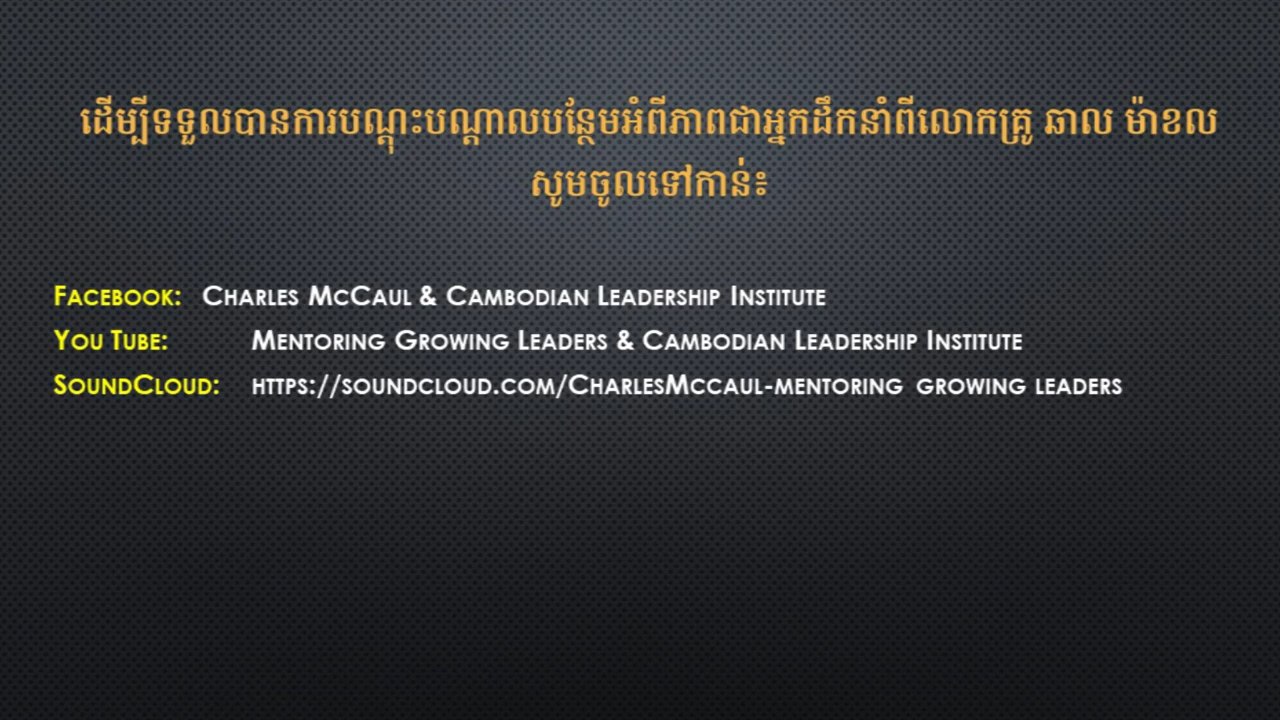 ដើម្បីទទួលបានការបណ្ដុះបណ្ដាលបន្ថែមអំពីភាពជាអ្នកដឹកនាំពីលោកគ្រូ ឆាល ម៉ាខល
សូមចូលទៅកាន់៖
Facebook: Charles McCaul & Cambodian Leadership Institute
You Tube: Mentoring Growing Leaders & Cambodian Leadership Institute
SoundCloud: https://soundcloud.com/CharlesMccaul-mentoring growing leaders